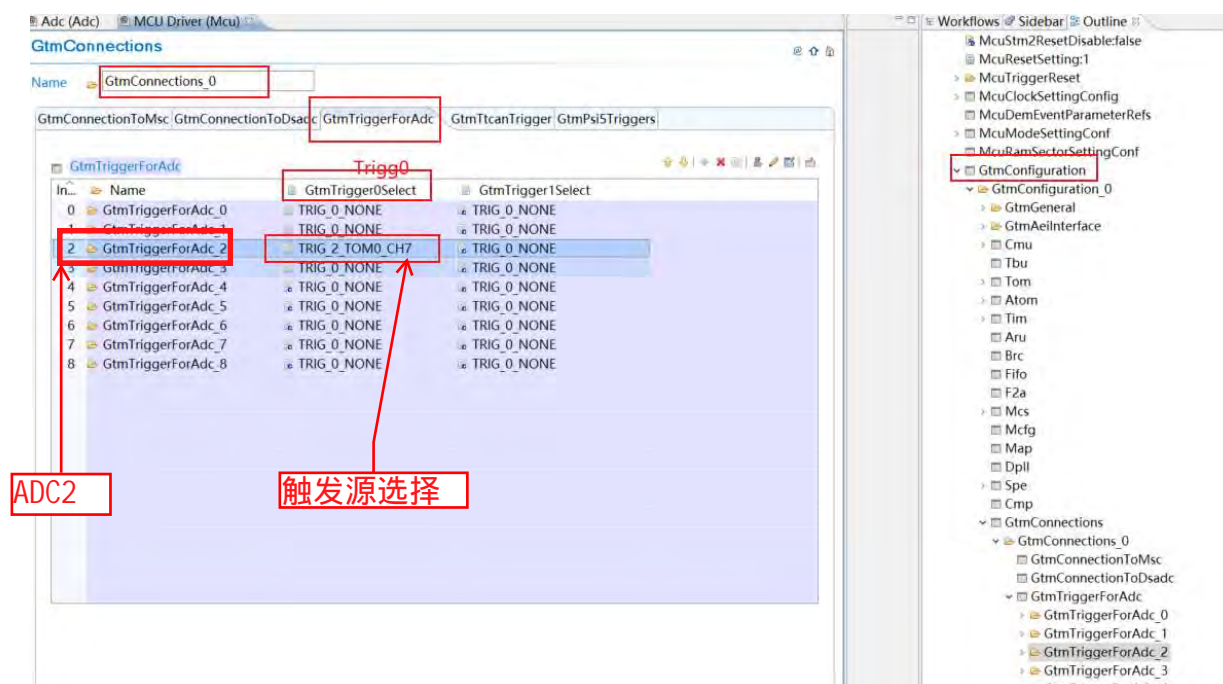 Adc (Adc) MCU Driver (Mcu)
GtmConnections
Name GtmConnections_0
GtmConnectionToMsc GtmConnectionToDsadc GtmTriggerForAdc GtmTtcanTrigger GtmPsi5Triggers
GtmTriggerForAdc
Trigg0
In... Name GtmTrigger0Select GtmTrigger1Select
0 GtmTriggerForAdc_0 TRIG_0_NONE TRIG_0_NONE
1 GtmTriggerForAdc_1 TRIG_0_NONE TRIG_0_NONE
2 GtmTriggerForAdc_2 TRIG_2_TOM0_CH7 TRIG_0_NONE
3 GtmTriggerForAdc_3 TRIG_0_NONE TRIG_0_NONE
4 GtmTriggerForAdc_4 TRIG_0_NONE TRIG_0_NONE
5 GtmTriggerForAdc_5 TRIG_0_NONE TRIG_0_NONE
6 GtmTriggerForAdc_6 TRIG_0_NONE TRIG_0_NONE
7 GtmTriggerForAdc_7 TRIG_0_NONE TRIG_0_NONE
8 GtmTriggerForAdc_8 TRIG_0_NONE TRIG_0_NONE
ADC2
触发源选择
Workflows Sidebar Outline
McuStm2ResetDisable:false
McuResetSetting:1
McuTriggerReset
McuClockSettingConfig
McuDemEventParameterRefs
McuModeSettingConf
McuRamSectorSettingConf
GtmConfiguration
GtmConfiguration_0
GtmGeneral
GtmAeiInterface
Cmu
Tbu
Tom
Atom
Tim
Aru
Brc
Fifo
F2a
Mcs
Mcfg
Map
Dpll
Spe
Cmp
GtmConnections
GtmConnections_0
GtmConnectionToMsc
GtmConnectionToDsadc
GtmTriggerForAdc
GtmTriggerForAdc_0
GtmTriggerForAdc_1
GtmTriggerForAdc_2
GtmTriggerForAdc_3